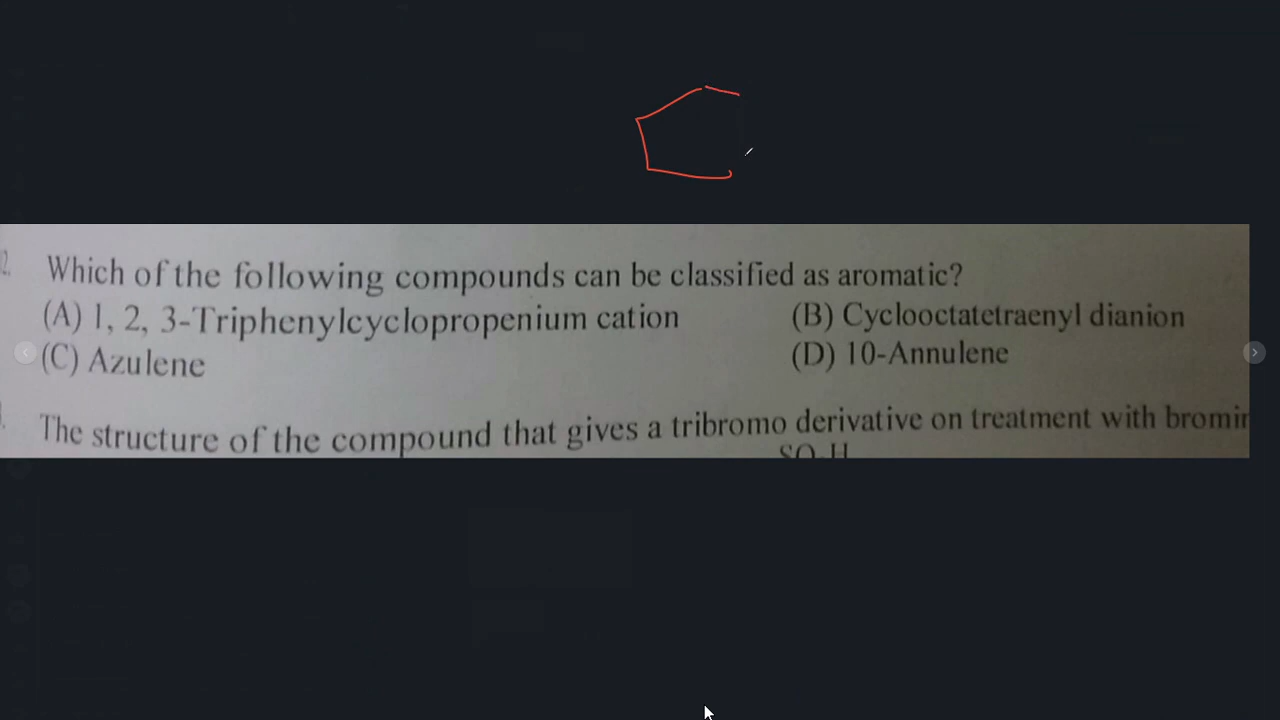 2. Which of the following compounds can be classified as aromatic?
(A) 1, 2, 3-Triphenylcyclopropenium cation (B) Cyclooctatetraenyl dianion
(C) Azulene (D) 10-Annulene
The structure of the compound that gives a tribromo derivative on treatment with